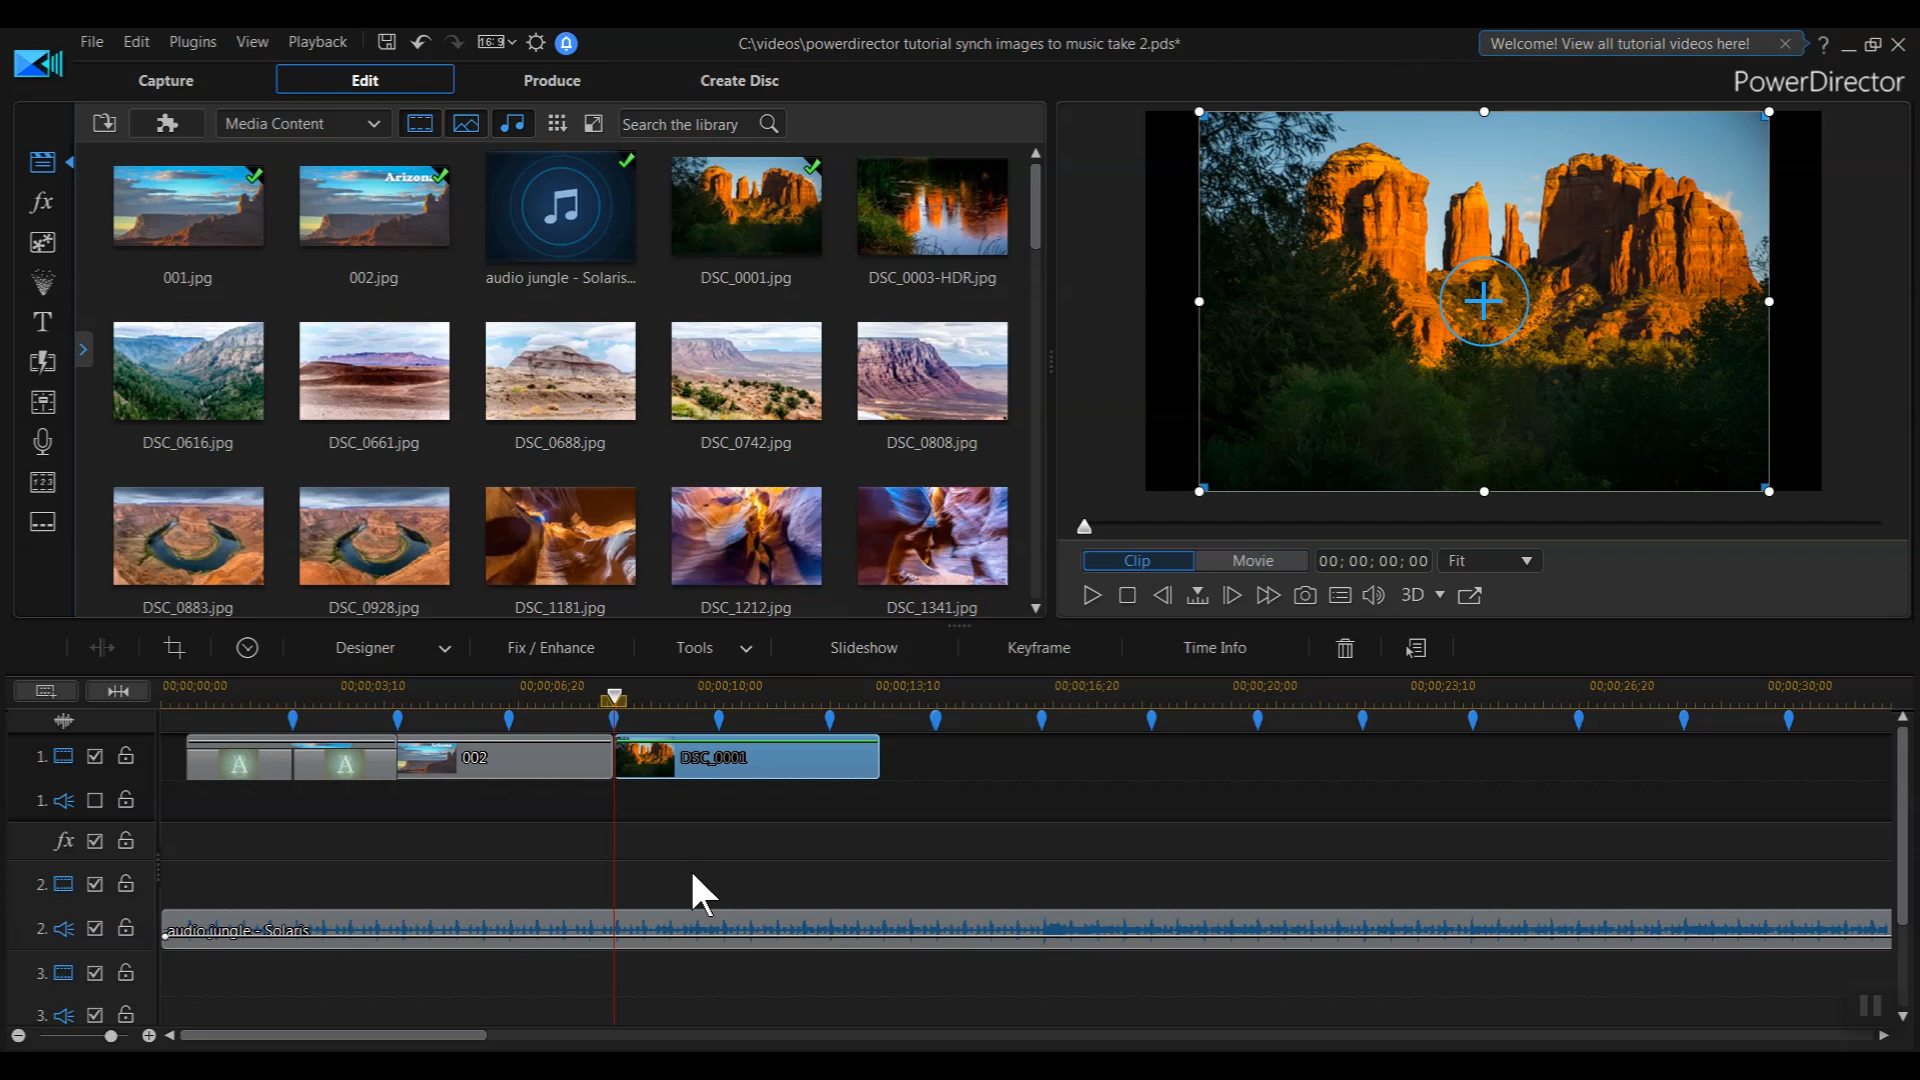 File Edit Plugins View Playback 16:9
C:\videos\powerdirector tutorial synch images to music take 2.pds*
Welcome! View all tutorial videos here!
?
Capture Edit Produce Create Disc
PowerDirector
Media Content
Search the library
Arizona
001.jpg 002.jpg audio jungle - Solaris... DSC_0001.jpg DSC_0003-HDR.jpg
DSC_0616.jpg DSC_0661.jpg DSC_0688.jpg DSC_0742.jpg DSC_0808.jpg
DSC_0883.jpg DSC_0928.jpg DSC_1181.jpg DSC_1212.jpg DSC_1341.jpg
fx
T
1 2 3
Clip Movie 00; 00; 00; 00 Fit
3D
Designer Fix / Enhance Tools Slideshow Keyframe Time Info
00;00;00;00 00;00;03;10 00;00;06;20 00;00;10;00 00;00;13;10 00;00;16;20 00;00;20;00 00;00;23;10 00;00;26;20 00;00;30;00
1. A A 002 DSC_0001
1.
fx
2.
2. audio jungle - Solaris
3.
3.